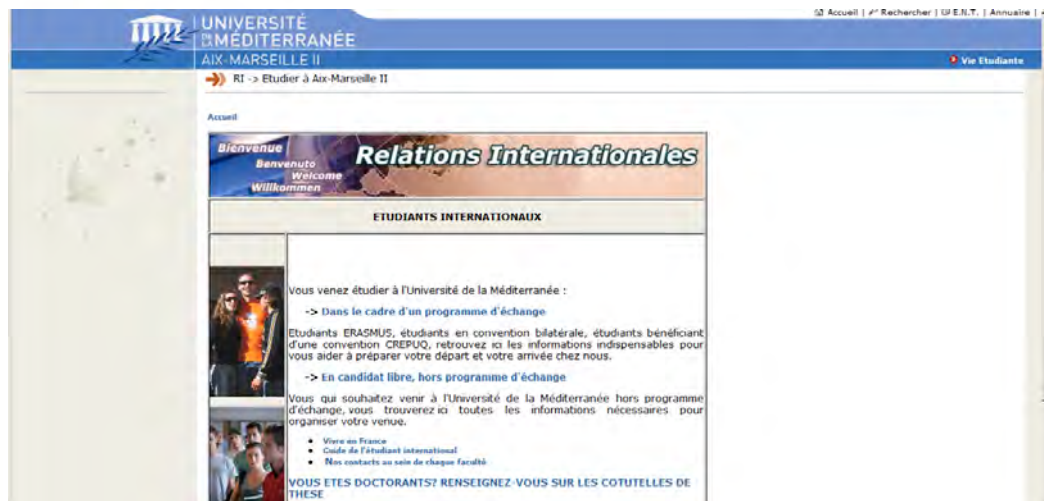 Accueil | Rechercher | E.N.T. | Annuaire |
UNIVERSITÉ
DE LA MÉDITERRANÉE
AIX-MARSEILLE II
Vie Etudiante
RI -> Etudier à Aix-Marseille II
Accueil
Bienvenue
Benvenuto
Welcome
Willkommen
Relations Internationales
ETUDIANTS INTERNATIONAUX
Vous venez étudier à l'Université de la Méditerranée :
-> Dans le cadre d'un programme d'échange
Etudiants ERASMUS, étudiants en convention bilatérale, étudiants bénéficiant
d'une convention CREPUQ, retrouvez ici les informations indispensables pour
vous aider à préparer votre départ et votre arrivée chez nous.
-> En candidat libre, hors programme d'échange
Vous qui souhaitez venir à l'Université de la Méditerranée hors programme
d'échange, vous trouverez ici toutes les informations nécessaires pour
organiser votre venue.
• Vivre en France
• Guide de l'étudiant international
• Nos contacts au sein de chaque faculté
VOUS ETES DOCTORANTS? RENSEIGNEZ-VOUS SUR LES COTUTELLES DE
THESE